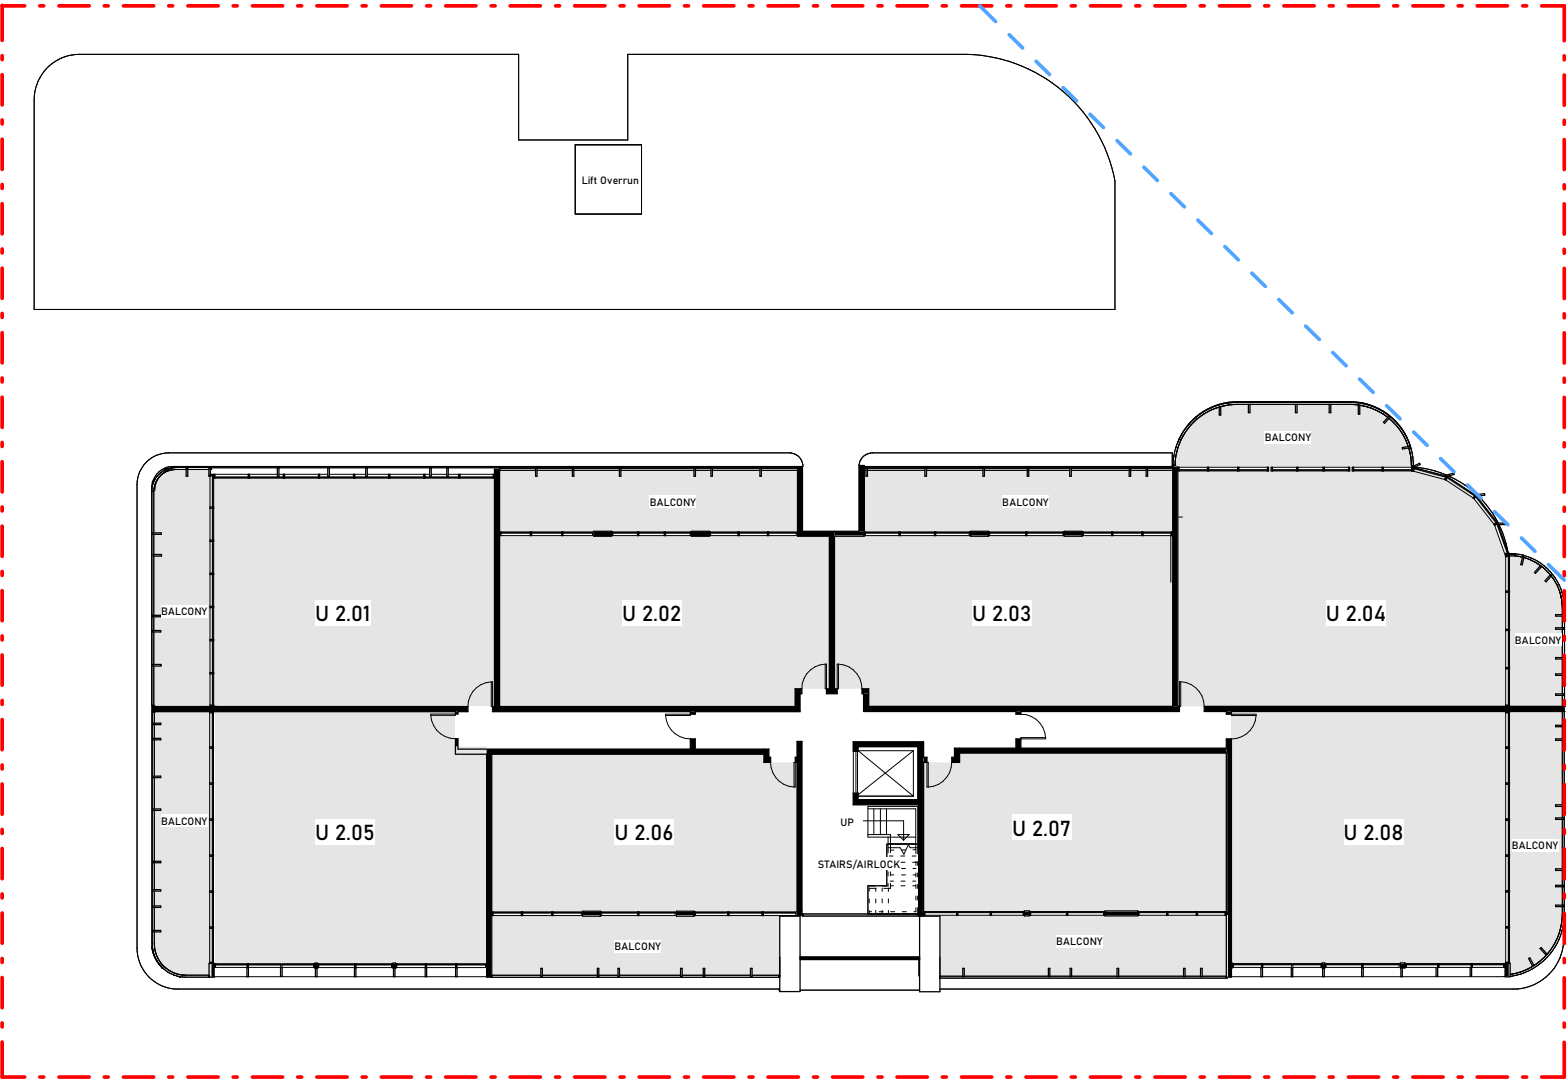 Lift Overrun
BALCONY
BALCONY
BALCONY
BALCONY
U 2.01
U 2.02
U 2.03
U 2.04
BALCONY
BALCONY
U 2.05
U 2.06
UP
U 2.07
U 2.08
STAIRS/AIRLOCK
BALCONY
BALCONY
BALCONY